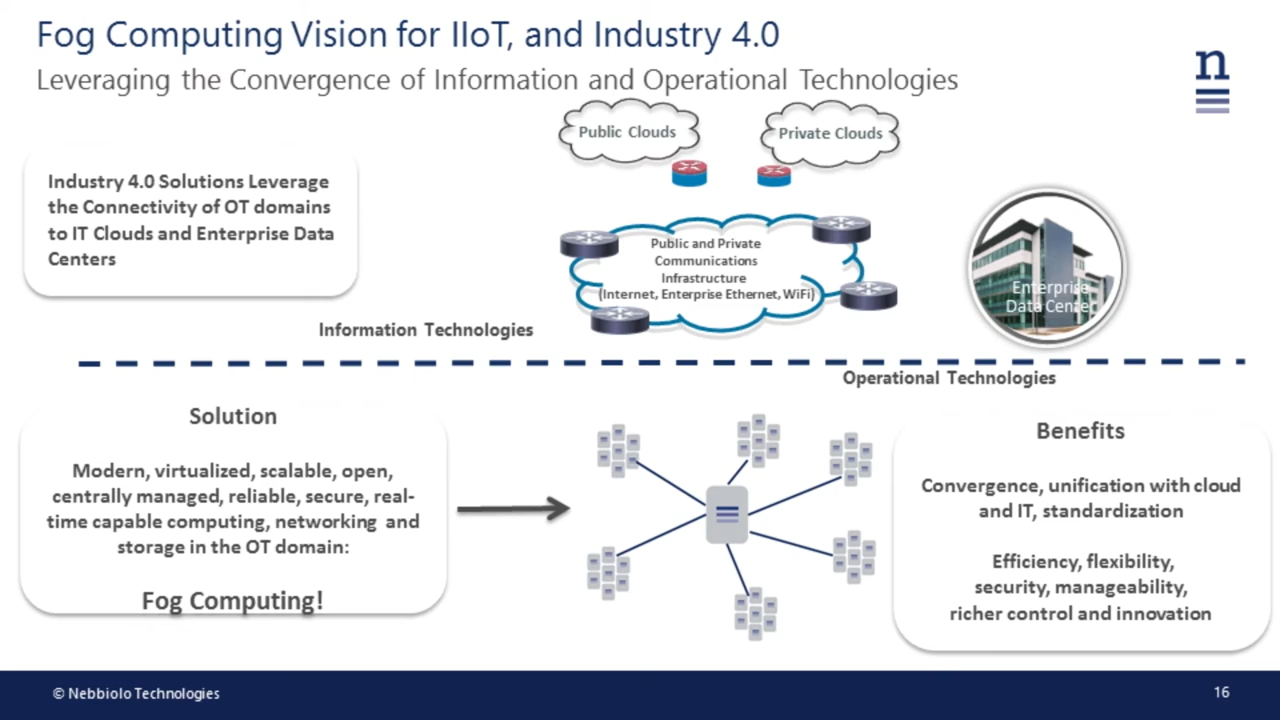 Fog Computing Vision for IIoT, and Industry 4.0
Leveraging the Convergence of Information and Operational Technologies
n
Public Clouds
Private Clouds
Industry 4.0 Solutions Leverage
the Connectivity of OT domains
to IT Clouds and Enterprise Data
Centers
Public and Private
Communications
Infrastructure
(Internet, Enterprise Ethernet, WiFi)
Enterprise
Data Center
Information Technologies
Operational Technologies
Solution
Modern, virtualized, scalable, open,
centrally managed, reliable, secure, real-
time capable computing, networking and
storage in the OT domain:
Fog Computing!
Benefits
Convergence, unification with cloud
and IT, standardization
Efficiency, flexibility,
security, manageability,
richer control and innovation
© Nebbiolo Technologies
16